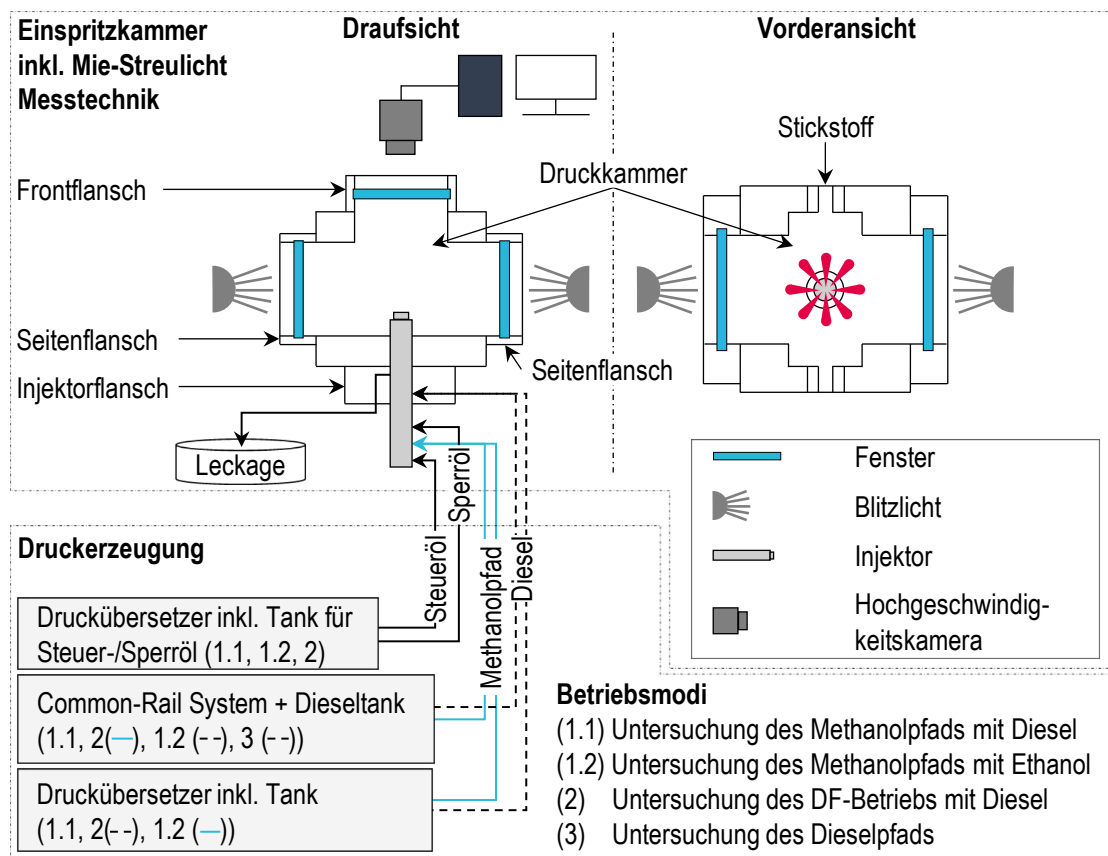 Einspritzkammer
inkl. Mie-Streulicht
Messtechnik
Draufsicht
Vorderansicht
Stickstoff
Frontflansch
Druckkammer
Seitenflansch
Seitenflansch
Injektorflansch
Leckage
Fenster
Blitzlicht
Injektor
Hochgeschwindig-
keitskamera
Steueröl
Sperröl
Methanolpfad
Diesel
Druckerzeugung
Druckübersetzer inkl. Tank für
Steuer-/Sperröl (1.1, 1.2, 2)
Common-Rail System + Dieseltank
(1.1, 2(—), 1.2 (- -), 3 (- -))
Druckübersetzer inkl. Tank
(1.1, 2(- -), 1.2 (—))
Betriebsmodi
(1.1) Untersuchung des Methanolpfads mit Diesel
(1.2) Untersuchung des Methanolpfads mit Ethanol
(2) Untersuchung des DF-Betriebs mit Diesel
(3) Untersuchung des Dieselpfads